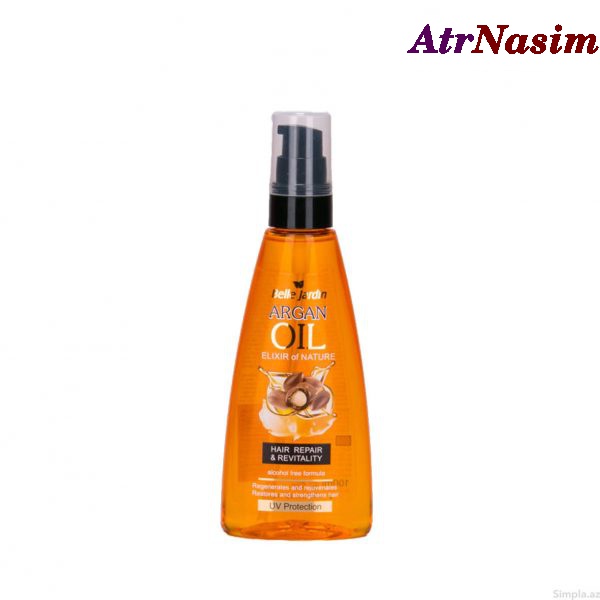 AtrNasim
Belle Jardin
ARGAN
OIL
ELIXIR of NATURE
HAIR REPAIR
& REVITALITY
alcohol free formula
Regenerates and rejuvenates
Restores and strengthens hair
UV Protection
Simpla.az